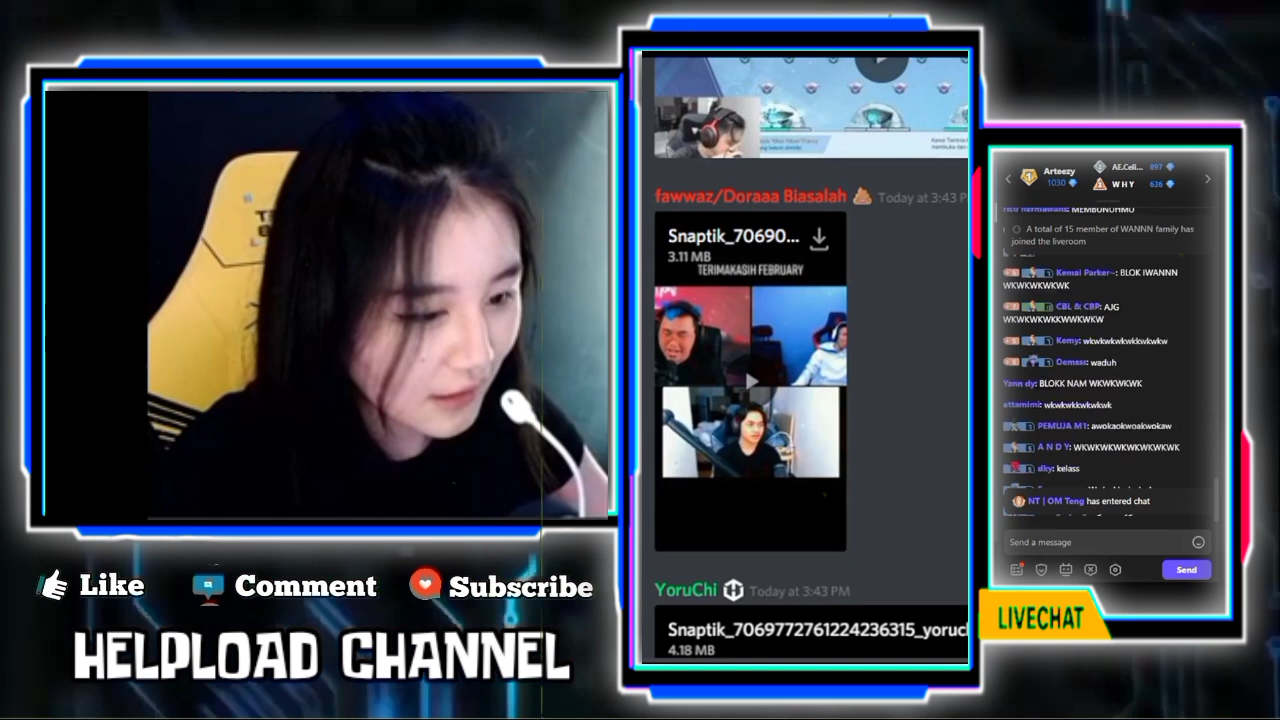 Like
Comment
Subscribe
HELPLOAD CHANNEL
fawwaz/Doraaa Biasalah
Today at 3:43 P
Snaptik_70690...
3.11 MB
TERIMAKASIH FEBRUARY
YoruChi
Today at 3:43 PM
Snaptik_7069772761224236315_yoruc
4.18 MB
Arteezy
1030
AE.Celi...
897
W H Y
636
MEMBUNUHMU
A total of 15 member of WANNN family has
joined the liveroom
Kemal Parker~: BLOK IWANNN
WKWKWKWKWK
CBL & CBP: AJG
WKWKWKWKKWWKWKW
Kemy: wkwkwkwkwkkwkwkw
Demsss: waduh
Yann dy: BLOKK NAM WKWKWKWK
attamimi: wkwkwkkwkwkwk
PEMUJA M1: awokaokwoakwokaw
A N D Y: WKWKWKWKWKWKWKWK
dky: kelass
NT | OM Teng has entered chat
Send a message
Send
LIVECHAT